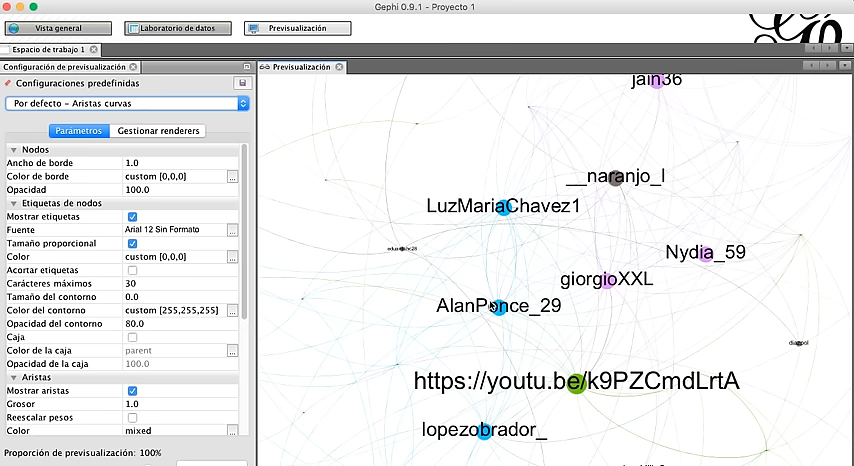 Gephi 0.9.1 - Proyecto 1
Vista general
Laboratorio de datos
Previsualización
Espacio de trabajo 1
Configuración de previsualización
Configuraciones predefinidas
Por defecto - Aristas curvas
Parámetros
Gestionar renderers
Nodos
Ancho de borde 1.0
Color de borde custom [0,0,0] ...
Opacidad 100.0
Etiquetas de nodos
Mostrar etiquetas
Fuente Arial 12 Sin Formato ...
Tamaño proporcional
Color custom [0,0,0] ...
Acortar etiquetas
Carácteres máximos 30
Tamaño del contorno 0.0
Color del contorno custom [255,255,255] ...
Opacidad del contorno 80.0
Caja
Color de la caja parent ...
Opacidad de la caja 100.0
Aristas
Mostrar aristas
Grosor 1.0
Reescalar pesos
Color mixed ...
Proporción de previsualización: 100%
Previsualización
jain36
__naranjo_l
LuzMariaChavez1
Nydia_59
giorgioXXL
AlanPonce_29
https://youtu.be/k9PZCmdLrtA
lopezobrador_